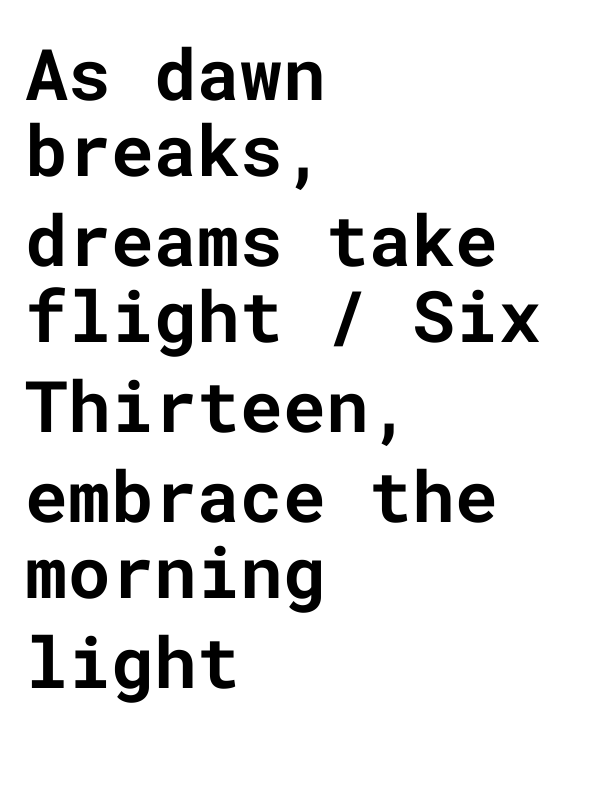 As dawn
breaks,
dreams take
flight / Six
Thirteen,
embrace the
morning
light